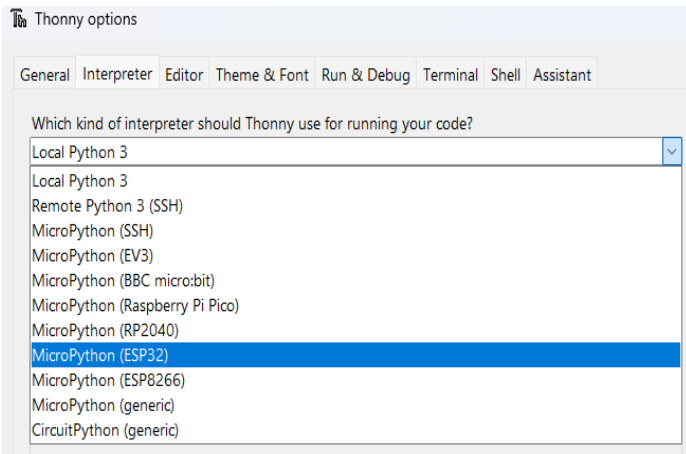 Thonny options
General Interpreter Editor Theme & Font Run & Debug Terminal Shell Assistant
Which kind of interpreter should Thonny use for running your code?
Local Python 3
Local Python 3
Remote Python 3 (SSH)
MicroPython (SSH)
MicroPython (EV3)
MicroPython (BBC micro:bit)
MicroPython (Raspberry Pi Pico)
MicroPython (RP2040)
MicroPython (ESP32)
MicroPython (ESP8266)
MicroPython (generic)
CircuitPython (generic)